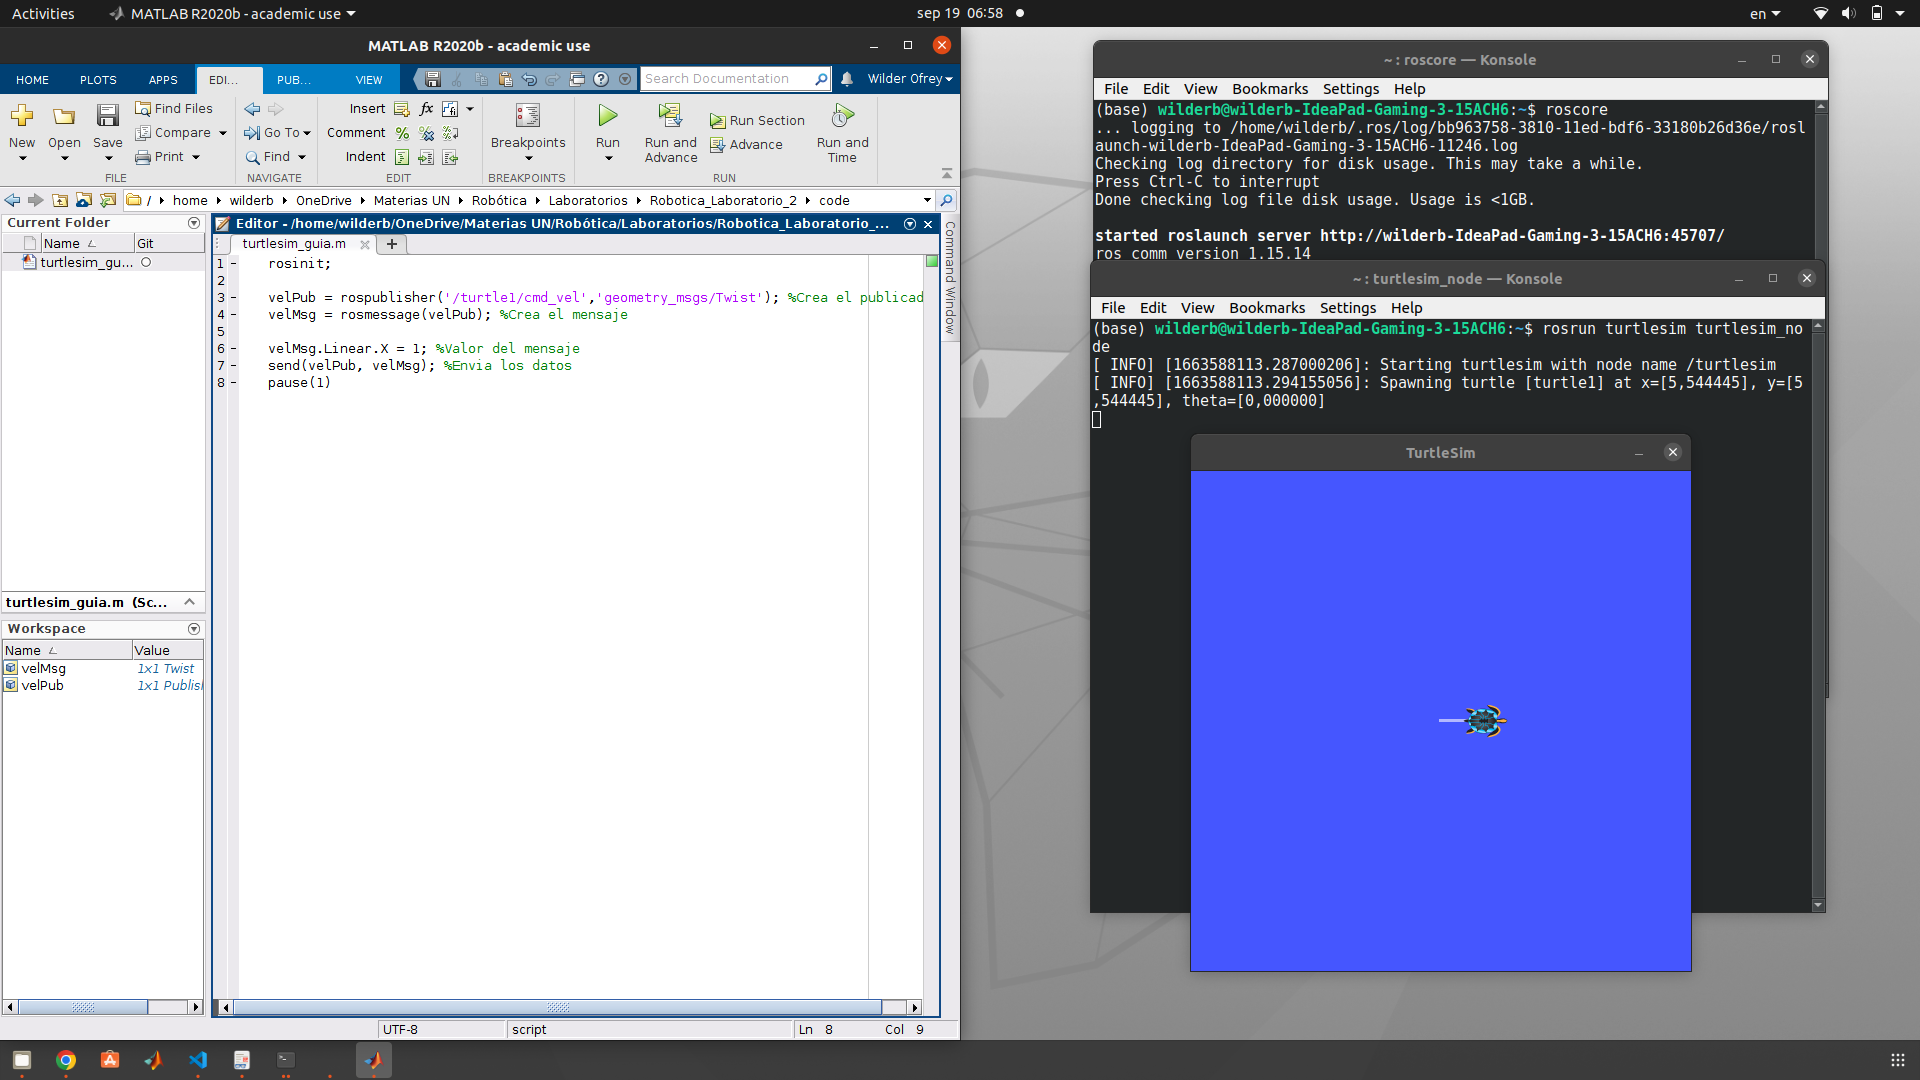 Activities
MATLAB R2020b - academic use
sep 19 06:58
en
MATLAB R2020b - academic use
HOME
PLOTS
APPS
EDI...
PUB...
VIEW
Search Documentation
Wilder Ofrey
New
Open
Save
Find Files
Compare
Print
FILE
Go To
Find
NAVIGATE
Insert
fx
Comment
Indent
EDIT
Breakpoints
BREAKPOINTS
Run
Run and Advance
Run Section
Advance
Run and Time
RUN
/ home wilderb OneDrive Materias UN Robótica Laboratorios Robotica_Laboratorio_2 code
Current Folder
Name
Git
turtlesim_gu...
turtlesim_guia.m (Sc...
Workspace
Name
Value
velMsg 1x1 Twist
velPub 1x1 Publis
Editor - /home/wilderb/OneDrive/Materias UN/Robótica/Laboratorios/Robotica_Laboratorio_...
turtlesim_guia.m
1 - rosinit;
2
3 - velPub = rospublisher('/turtle1/cmd_vel','geometry_msgs/Twist'); %Crea el publicad
4 - velMsg = rosmessage(velPub); %Crea el mensaje
5
6 - velMsg.Linear.X = 1; %Valor del mensaje
7 - send(velPub, velMsg); %Envia los datos
8 - pause(1)
Command Window
UTF-8
script
Ln 8 Col 9
~ : roscore — Konsole
File Edit View Bookmarks Settings Help
(base) wilderb@wilderb-IdeaPad-Gaming-3-15ACH6:~$ roscore
... logging to /home/wilderb/.ros/log/bb963758-3810-11ed-bdf6-33180b26d36e/rosl
aunch-wilderb-IdeaPad-Gaming-3-15ACH6-11246.log
Checking log directory for disk usage. This may take a while.
Press Ctrl-C to interrupt
Done checking log file disk usage. Usage is <1GB.
started roslaunch server http://wilderb-IdeaPad-Gaming-3-15ACH6:45707/
ros_comm version 1.15.14
~ : turtlesim_node — Konsole
File Edit View Bookmarks Settings Help
(base) wilderb@wilderb-IdeaPad-Gaming-3-15ACH6:~$ rosrun turtlesim turtlesim_no
de
[ INFO] [1663588113.287000206]: Starting turtlesim with node name /turtlesim
[ INFO] [1663588113.294155056]: Spawning turtle [turtle1] at x=[5,544445], y=[5
,544445], theta=[0,000000]
TurtleSim